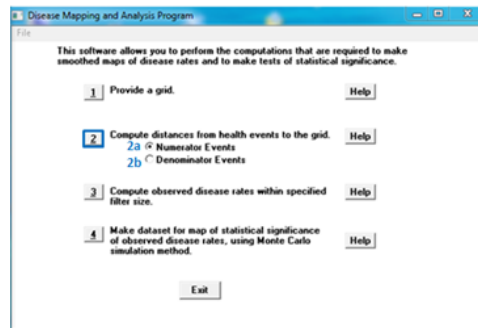 Disease Mapping and Analysis Program
File
This software allows you to perform the computations that are required to make
smoothed maps of disease rates and to make tests of statistical significance.
1 Provide a grid. Help
2 Compute distances from health events to the grid. Help
2a Numerator Events
2b Denominator Events
3 Compute observed disease rates within specified
filter size. Help
4 Make dataset for map of statistical significance
of observed disease rates, using Monte Carlo
simulation method. Help
Exit